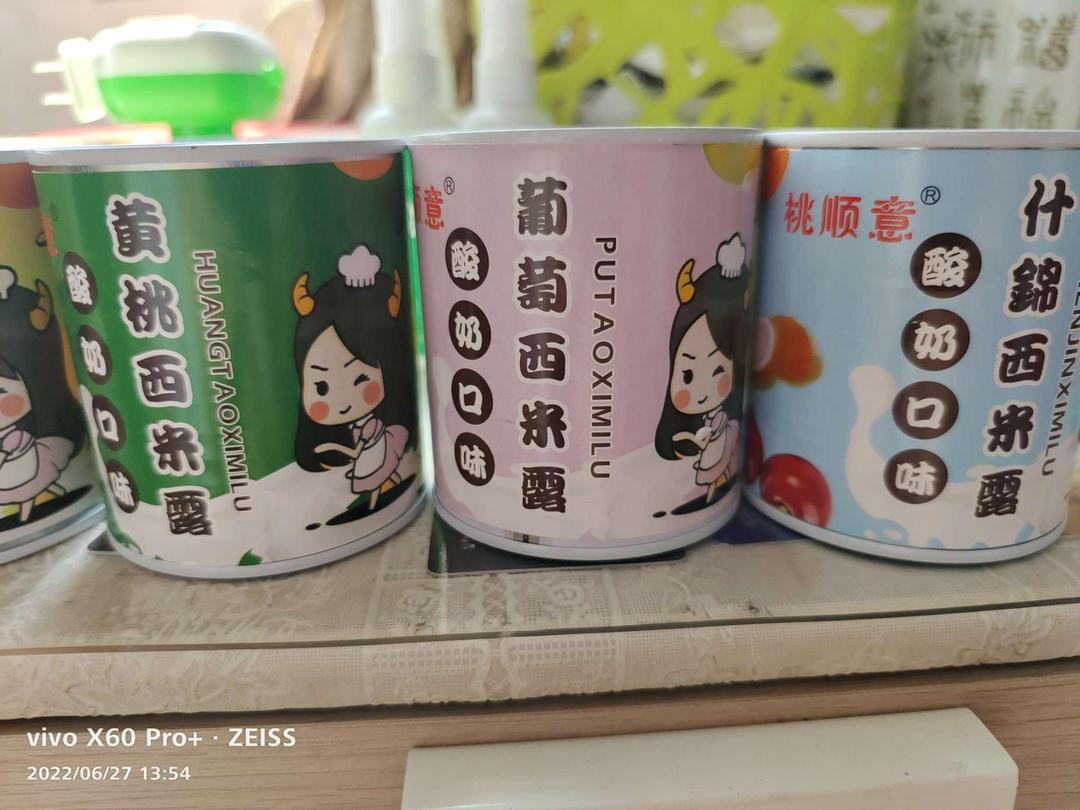 黄桃西米露
酸奶口味
HUANGTAOXIMILU
意®
葡萄西米露
酸奶口味
PUTAOXIMILU
桃顺意®
什錦西米露
酸奶口味
ENJINXIMILU
vivo X60 Pro+ · ZEISS
2022/06/27 13:54